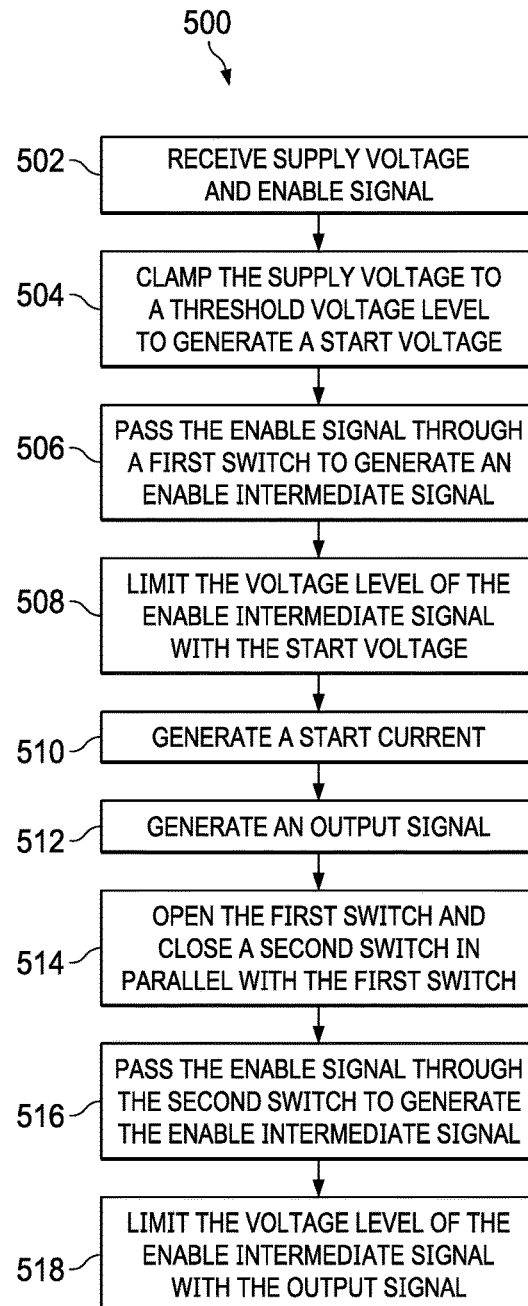 500
502
RECEIVE SUPPLY VOLTAGE
AND ENABLE SIGNAL
504
CLAMP THE SUPPLY VOLTAGE TO
A THRESHOLD VOLTAGE LEVEL
TO GENERATE A START VOLTAGE
506
PASS THE ENABLE SIGNAL THROUGH
A FIRST SWITCH TO GENERATE AN
ENABLE INTERMEDIATE SIGNAL
508
LIMIT THE VOLTAGE LEVEL OF THE
ENABLE INTERMEDIATE SIGNAL
WITH THE START VOLTAGE
510
GENERATE A START CURRENT
512
GENERATE AN OUTPUT SIGNAL
514
OPEN THE FIRST SWITCH AND
CLOSE A SECOND SWITCH IN
PARALLEL WITH THE FIRST SWITCH
516
PASS THE ENABLE SIGNAL THROUGH
THE SECOND SWITCH TO GENERATE
THE ENABLE INTERMEDIATE SIGNAL
518
LIMIT THE VOLTAGE LEVEL OF THE
ENABLE INTERMEDIATE SIGNAL
WITH THE OUTPUT SIGNAL